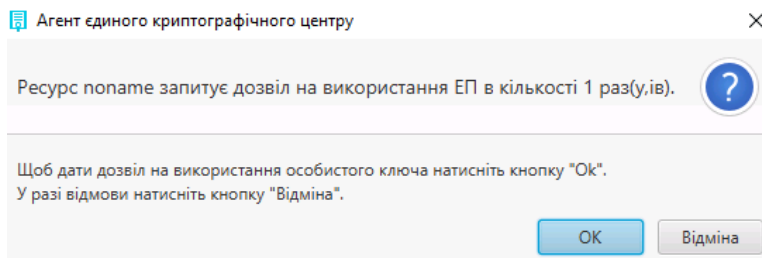 Агент єдиного криптографічного центру
Ресурс noname запитує дозвіл на використання ЕП в кількості 1 раз(у,ів).
Щоб дати дозвіл на використання особистого ключа натисніть кнопку "Ok".
У разі відмови натисніть кнопку "Відміна".
OK Відміна